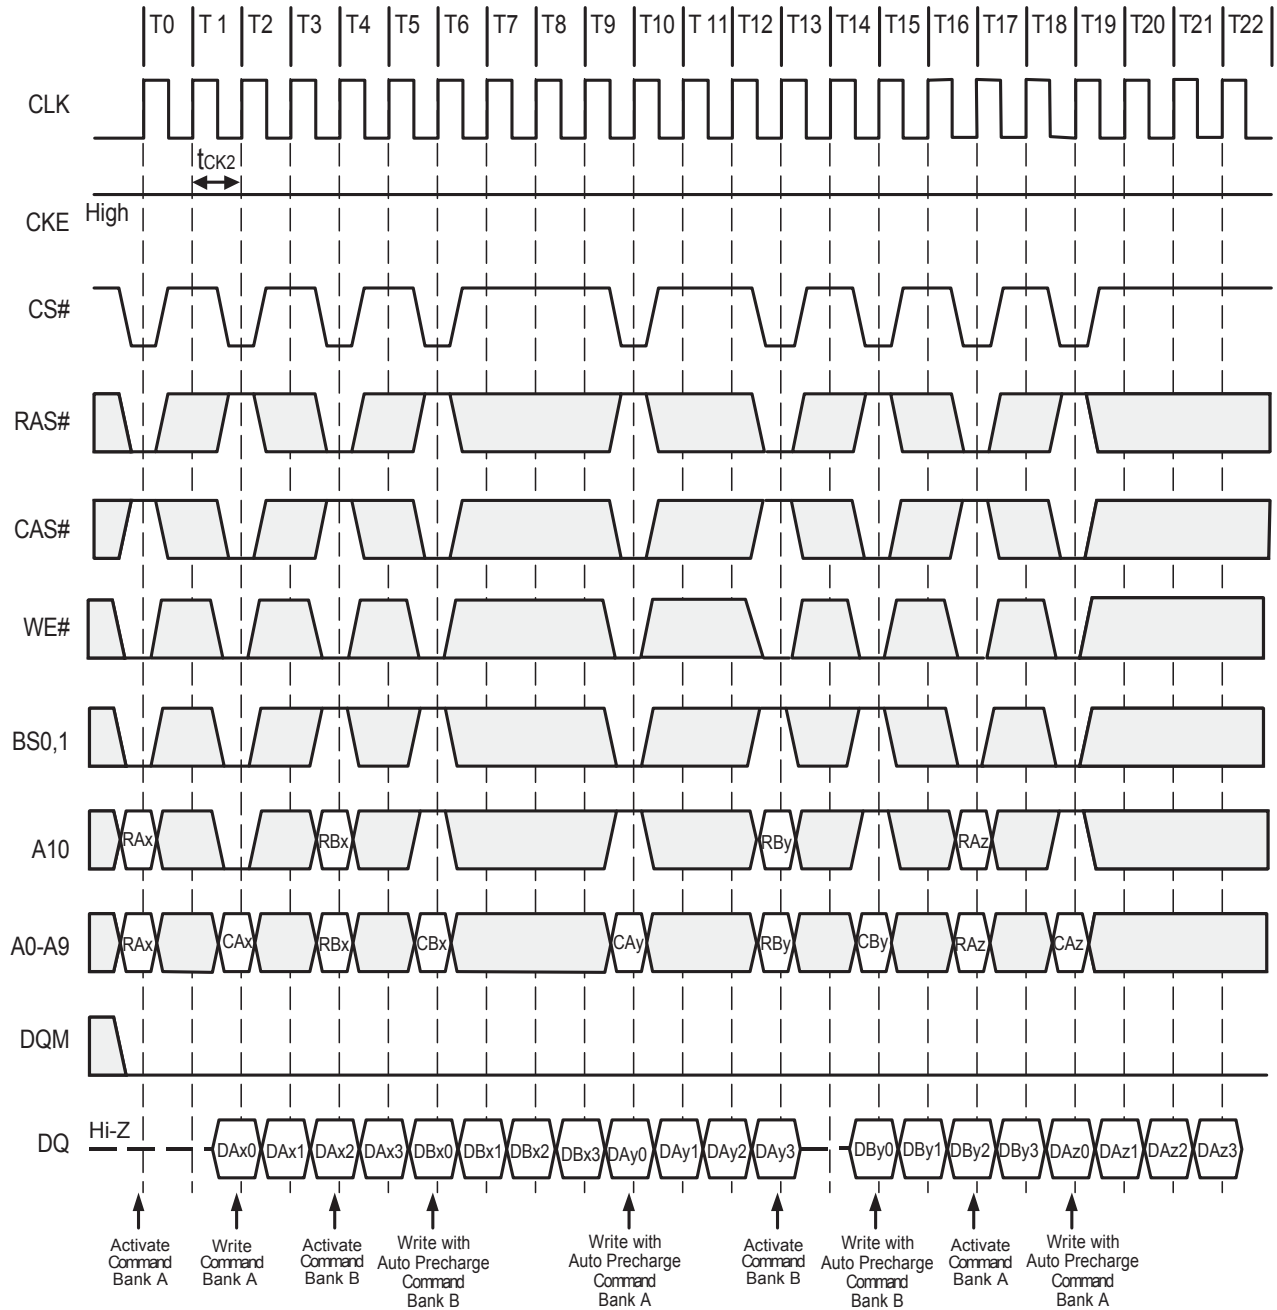 T0 T 1 T2 T3 T4 T5 T6 T7 T8 T9 T10 T 11 T12 T13 T14 T15 T16 T17 T18 T19 T20 T21 T22
CLK
tCK2
High
CKE
CS#
RAS#
CAS#
WE#
BS0,1
A10 RAx RBx RBy RAz
A0-A9 RAx CAx RBx CBx CAy RBy CBy RAz CAz
DQM
DQ Hi-Z DAx0 DAx1 DAx2 DAx3 DBx0 DBx1 DBx2 DBx3 DAy0 DAy1 DAy2 DAy3 DBy0 DBy1 DBy2 DBy3 DAz0 DAz1 DAz2 DAz3
Activate
Command
Bank A
Write
Command
Bank A
Activate
Command
Bank B
Write with
Auto Precharge
Command
Bank B
Write with
Auto Precharge
Command
Bank A
Activate
Command
Bank B
Write with
Auto Precharge
Command
Bank B
Activate
Command
Bank A
Write with
Auto Precharge
Command
Bank A